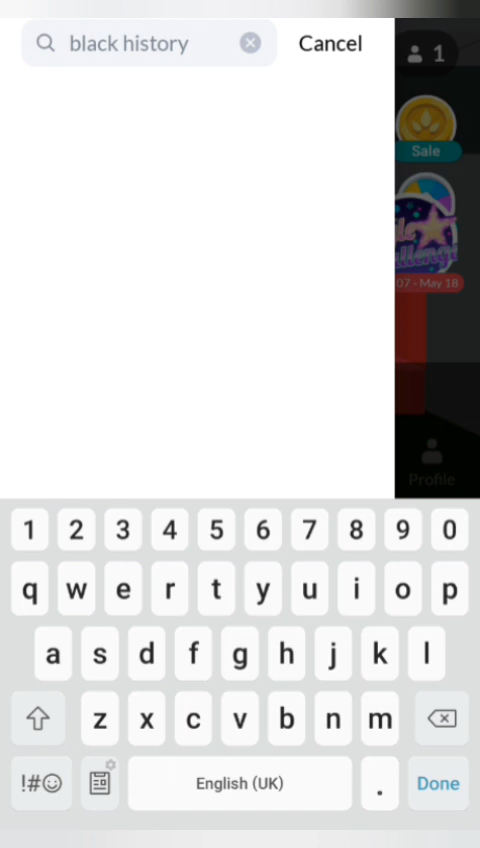 black history
Cancel
1
Sale
07 - May 18
Profile
1 2 3 4 5 6 7 8 9 0
q w e r t y u i o p
a s d f g h j k l
z x c v b n m
!#☺ English (UK) . Done